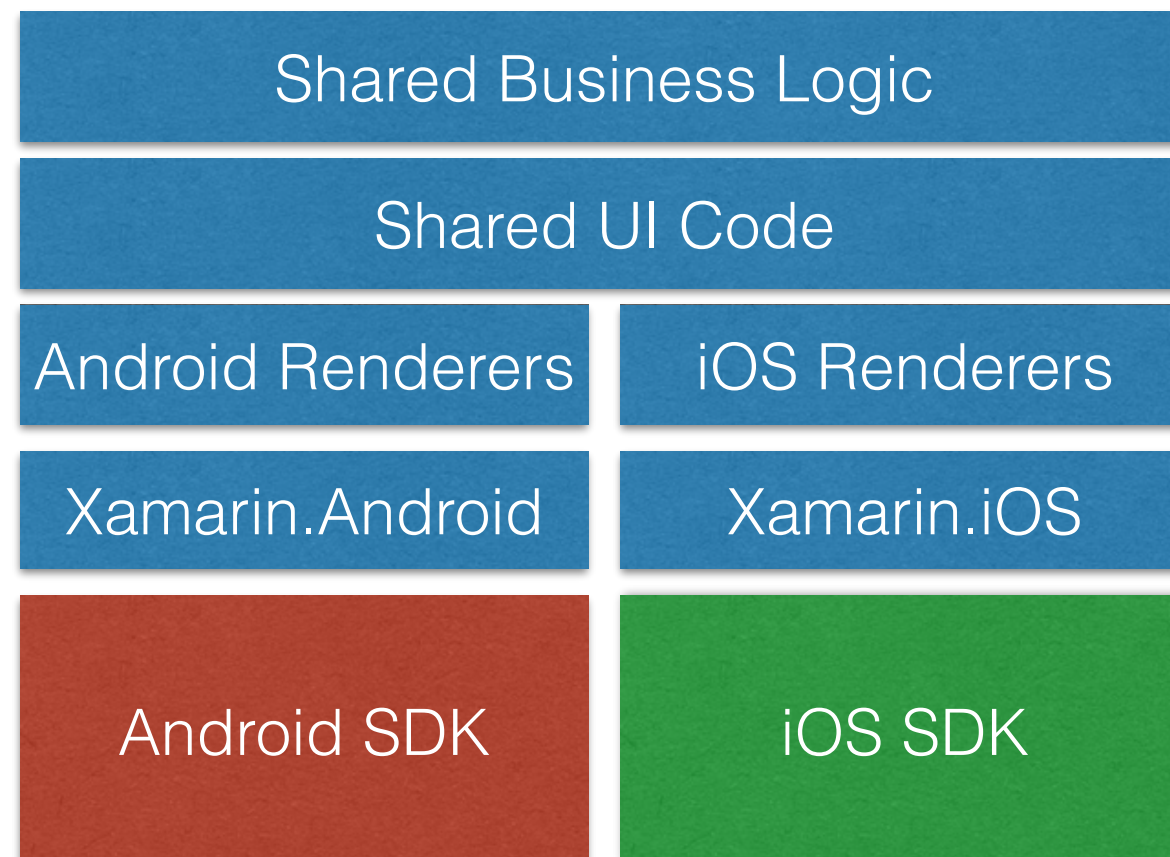 Shared Business Logic
Shared UI Code
Android Renderers
iOS Renderers
Xamarin.Android
Xamarin.iOS
Android SDK
iOS SDK